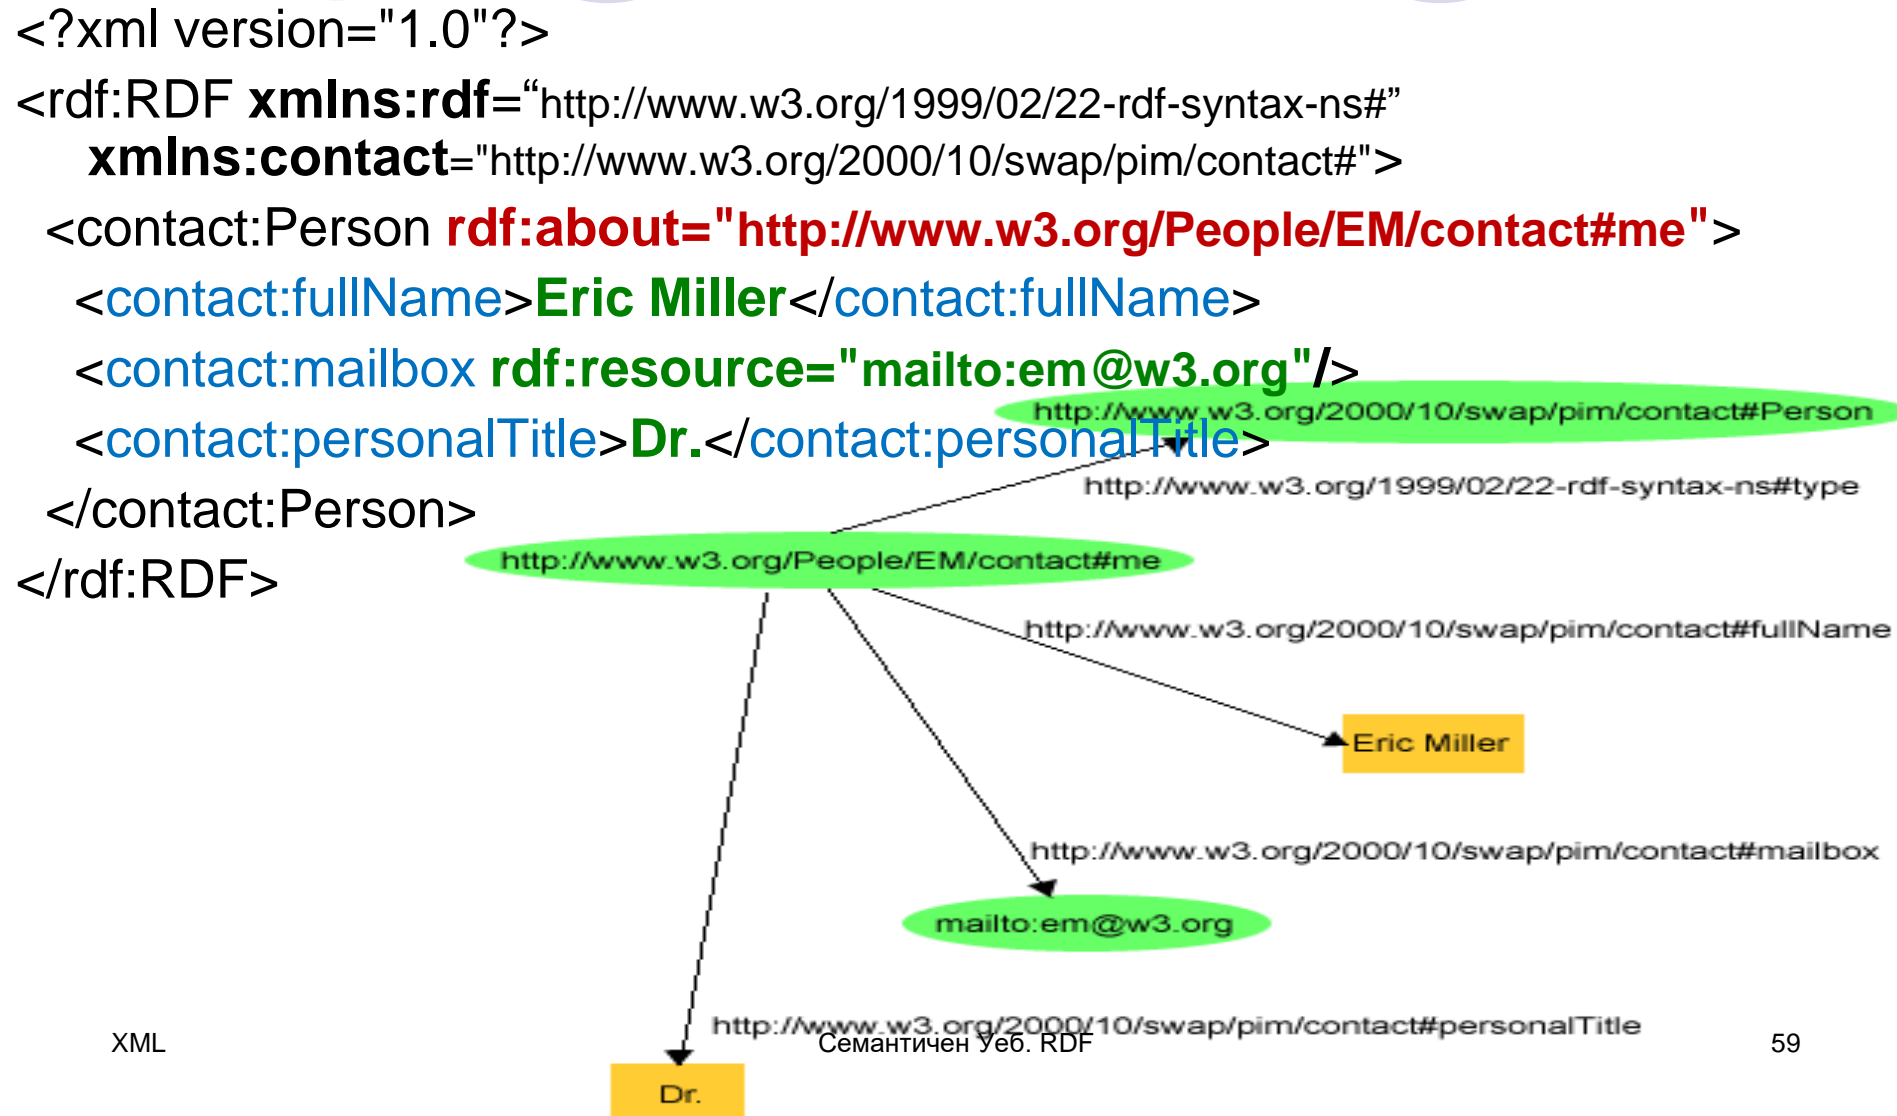 <?xml version="1.0"?>
<rdf:RDF xmlns:rdf=“http://www.w3.org/1999/02/22-rdf-syntax-ns#”
xmlns:contact="http://www.w3.org/2000/10/swap/pim/contact#">
<contact:Person rdf:about="http://www.w3.org/People/EM/contact#me">
<contact:fullName>Eric Miller</contact:fullName>
<contact:mailbox rdf:resource="mailto:em@w3.org"/>
<contact:personalTitle>Dr.</contact:personalTitle>
</contact:Person>
</rdf:RDF>
http://www.w3.org/2000/10/swap/pim/contact#Person
http://www.w3.org/1999/02/22-rdf-syntax-ns#type
http://www.w3.org/People/EM/contact#me
http://www.w3.org/2000/10/swap/pim/contact#fullName
Eric Miller
http://www.w3.org/2000/10/swap/pim/contact#mailbox
mailto:em@w3.org
http://www.w3.org/2000/10/swap/pim/contact#personalTitle
Dr.
XML
Семантичен Уеб. RDF
59